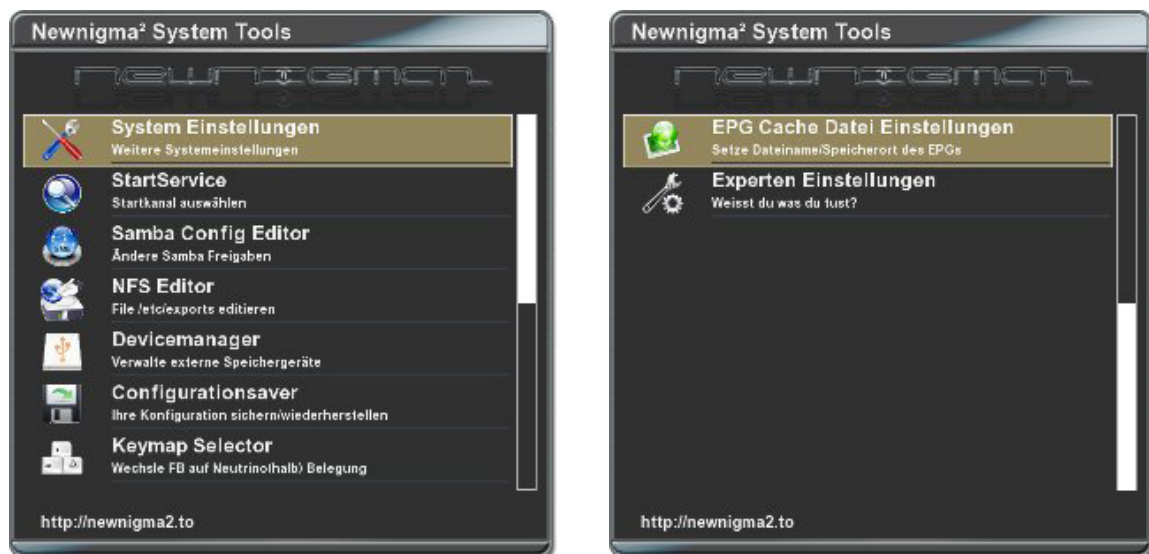 Newnigma² System Tools
newnigma
System Einstellungen
Weitere Systemeinstellungen
StartService
Startkanal auswählen
Samba Config Editor
Ändere Samba Freigaben
NFS Editor
File /etc/exports editieren
Devicemanager
Verwalte externe Speichergeräte
Configurationsaver
Ihre Konfiguration sichern/wiederherstellen
Keymap Selector
Wechsle FB auf Neutrino(halb) Belegung
http://newnigma2.to
Newnigma² System Tools
newnigma
EPG Cache Datei Einstellungen
Setze Dateiname/Speicherort des EPGs
Experten Einstellungen
Weisst du was du tust?
http://newnigma2.to